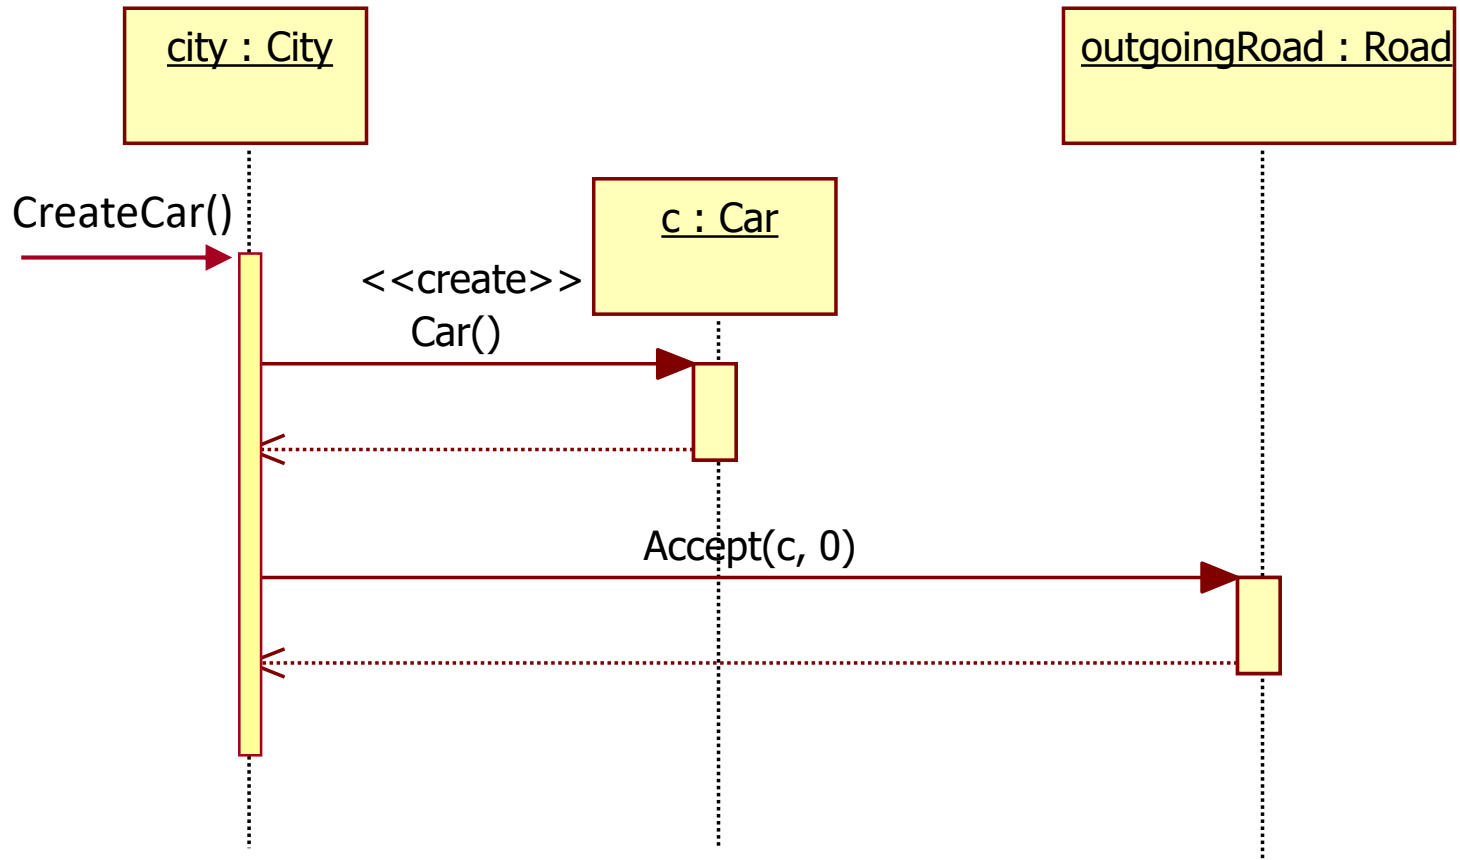 city : City
outgoingRoad : Road
CreateCar()
c : Car
<<create>>
Car()
Accept(c, 0)